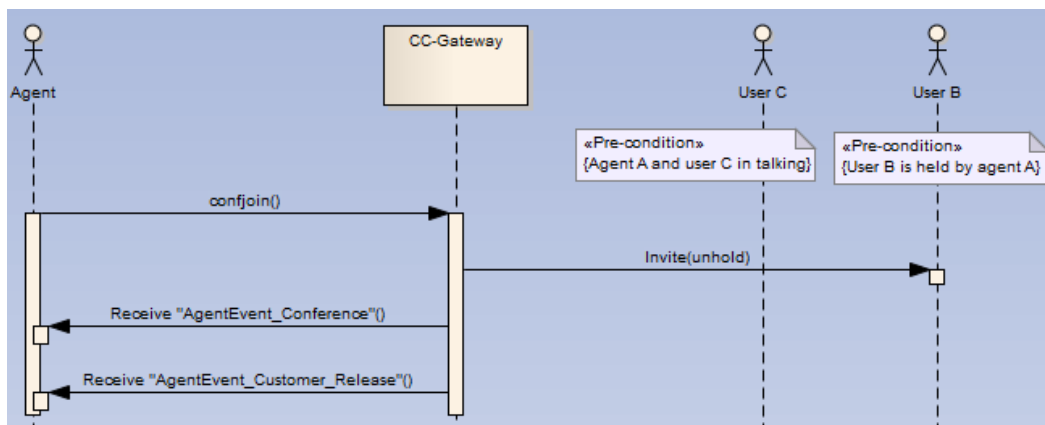 CC-Gateway
Agent
User C
User B
«Pre-condition»
{Agent A and user C in talking}
«Pre-condition»
{User B is held by agent A}
confjoin()
Invite(unhold)
Receive "AgentEvent_Conference"()
Receive "AgentEvent_Customer_Release"()